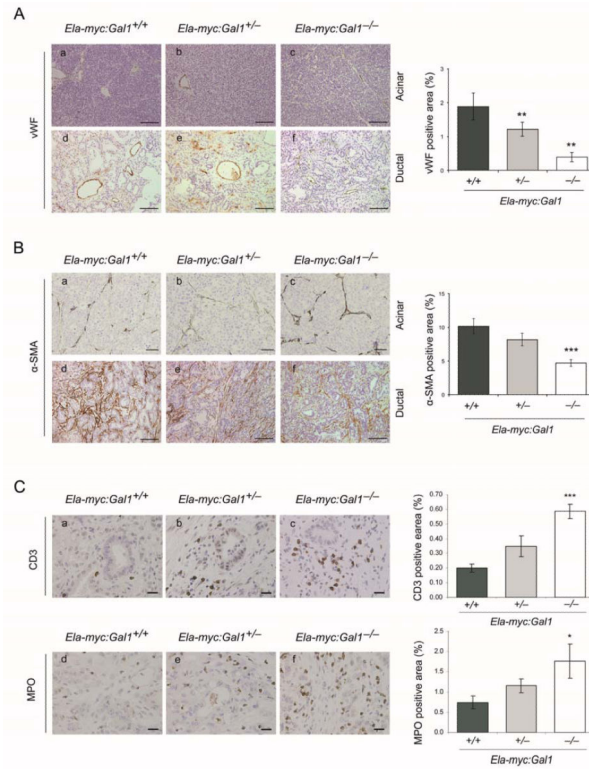 A
Ela-myc:Gal1+/+
Ela-myc:Gal1+/−
Ela-myc:Gal1−/−
vWF
a
b
c
Acinar
d
e
f
Ductal
vWF positive area (%)
3
2
1
0
**
**
+/+
+/−
−/−
Ela-myc:Gal1
B
Ela-myc:Gal1+/+
Ela-myc:Gal1+/−
Ela-myc:Gal1−/−
α-SMA
a
b
c
Acinar
d
e
f
Ductal
α-SMA positive area (%)
15
10
5
0
***
+/+
+/−
−/−
Ela-myc:Gal1
C
Ela-myc:Gal1+/+
Ela-myc:Gal1+/−
Ela-myc:Gal1−/−
CD3
a
b
c
CD3 positive earea (%)
0.70
0.60
0.50
0.40
0.30
0.20
0.10
0.00
***
+/+
+/−
−/−
Ela-myc:Gal1
Ela-myc:Gal1+/+
Ela-myc:Gal1+/−
Ela-myc:Gal1−/−
MPO
d
e
f
MPO positive area (%)
2.5
2.0
1.5
1.0
0.5
0.0
*
+/+
+/−
−/−
Ela-myc:Gal1